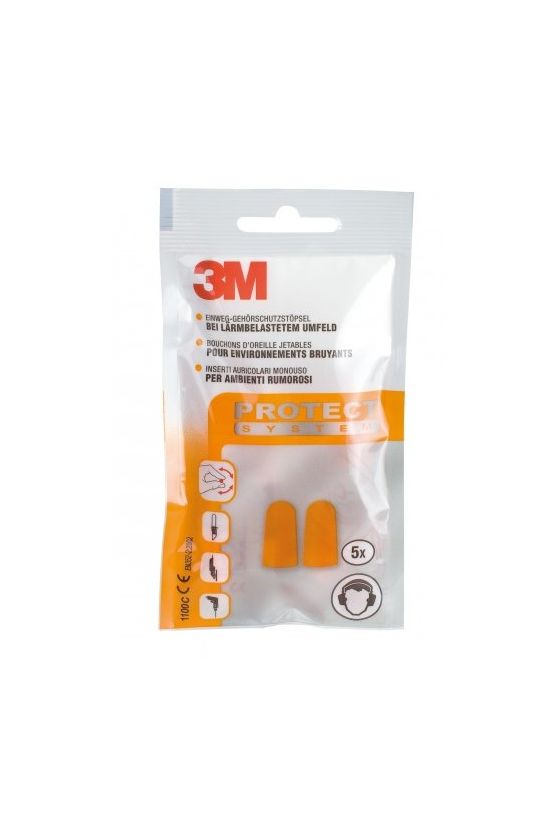 3M
EINWEG-GEHÖRSCHUTZSTÖPSEL
BEI LÄRMBELASTETEM UMFELD
BOUCHONS D'OREILLE JETABLES
POUR ENVIRONNEMENTS BRUYANTS
INSERTI AURICOLARI MONOUSO
PER AMBIENTI RUMOROSI
PROTECT
SYSTEM
5x
1100C CE